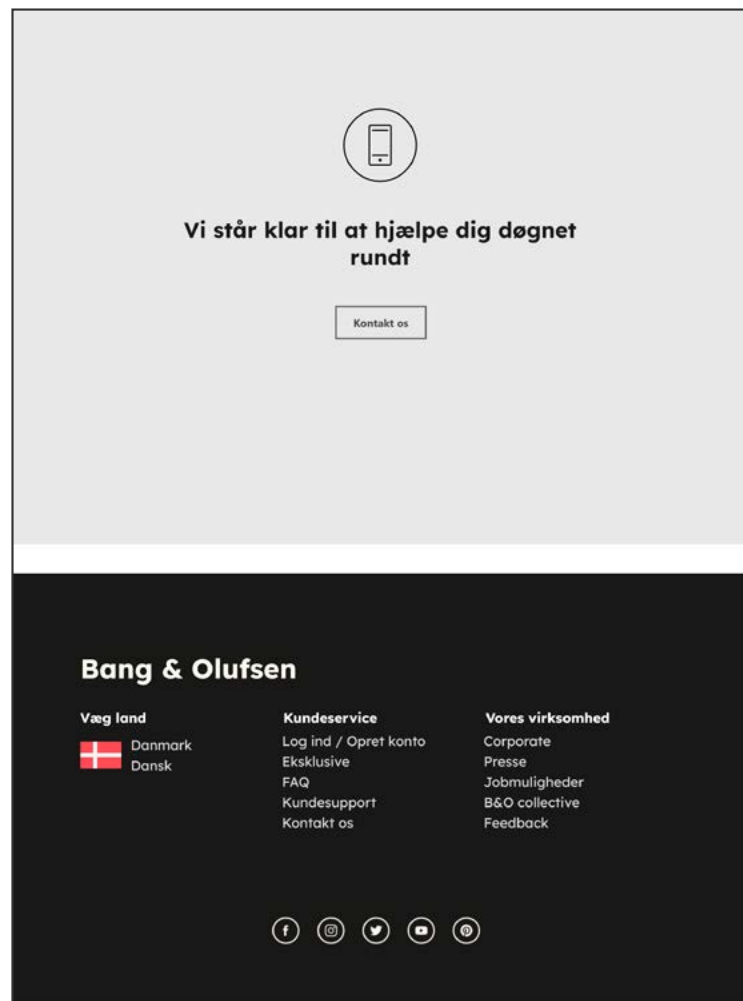 Vi står klar til at hjælpe dig døgnet
rundt
Kontakt os
Bang & Olufsen
Væg land
Danmark
Dansk
Kundeservice
Log ind / Opret konto
Eksklusive
FAQ
Kundesupport
Kontakt os
Vores virksomhed
Corporate
Presse
Jobmuligheder
B&O collective
Feedback